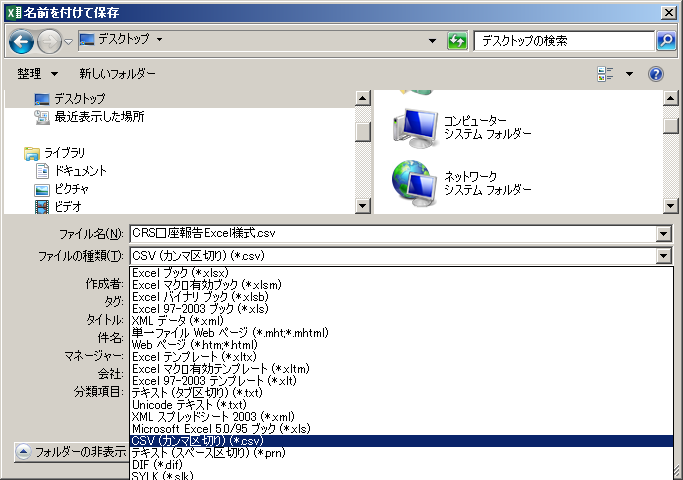 名前を付けて保存
デスクトップ
デスクトップの検索
整理
新しいフォルダー
デスクトップ
最近表示した場所
ライブラリ
ドキュメント
ピクチャ
ビデオ
コンピューター
システム フォルダー
ネットワーク
システム フォルダー
ファイル名(N):
CRS口座報告Excel様式.csv
ファイルの種類(T):
CSV (カンマ区切り) (*.csv)
作成者:
タグ:
タイトル:
件名:
マネージャー:
会社:
分類項目:
Excel ブック (*.xlsx)
Excel マクロ有効ブック (*.xlsm)
Excel バイナリ ブック (*.xlsb)
Excel 97-2003 ブック (*.xls)
XML データ (*.xml)
単一ファイル Web ページ (*.mht;*.mhtml)
Web ページ (*.htm;*.html)
Excel テンプレート (*.xltx)
Excel マクロ有効テンプレート (*.xltm)
Excel 97-2003 テンプレート (*.xlt)
テキスト (タブ区切り) (*.txt)
Unicode テキスト (*.txt)
XML スプレッドシート 2003 (*.xml)
Microsoft Excel 5.0/95 ブック (*.xls)
CSV (カンマ区切り) (*.csv)
テキスト (スペース区切り) (*.prn)
DIF (*.dif)
SYLK (*.slk)
フォルダーの非表示